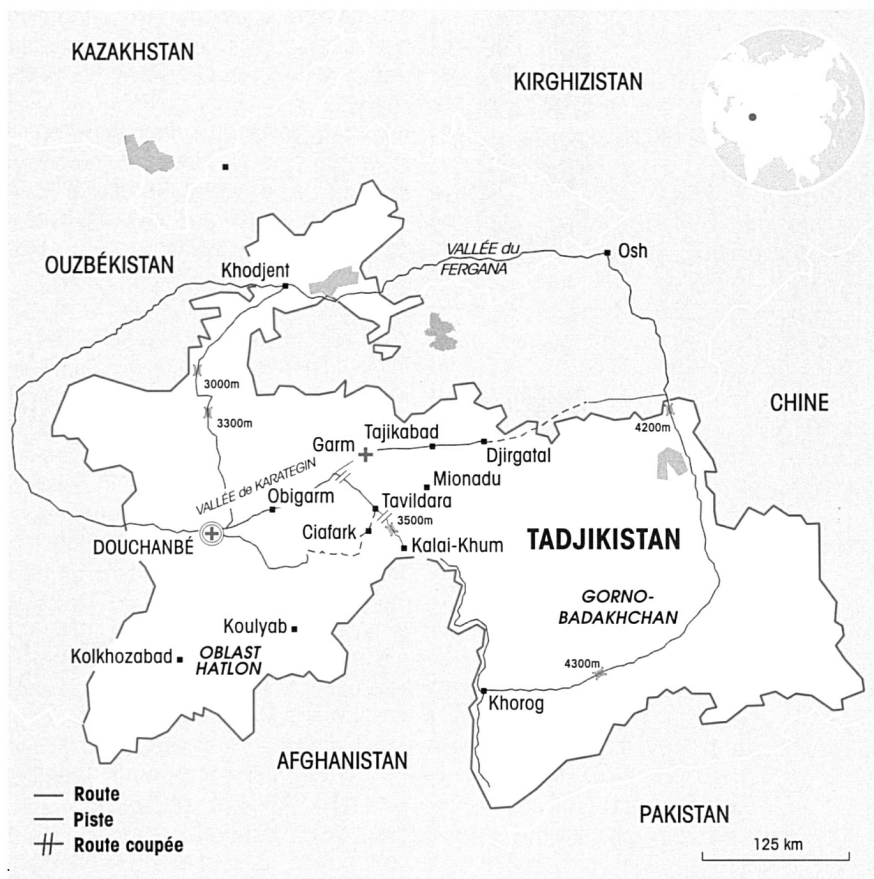 KAZAKHSTAN
KIRGHIZISTAN
OUZBÉKISTAN
Khodjent
VALLÉE du
FERGANA
Osh
3000m
3300m
CHINE
4200m
Garm
Tajikabad
Djirgatal
VALLÉE de KARATEGIN
Obigarm
Mionadu
Tavildara
3500m
Ciafark
DOUCHANBÉ
Kalai-Khum
TADJIKISTAN
GORNO-
BADAKHCHAN
Koulyab
Kolkhozabad
OBLAST
HATLON
4300m
Khorog
AFGHANISTAN
PAKISTAN
Route
Piste
Route coupée
125 km